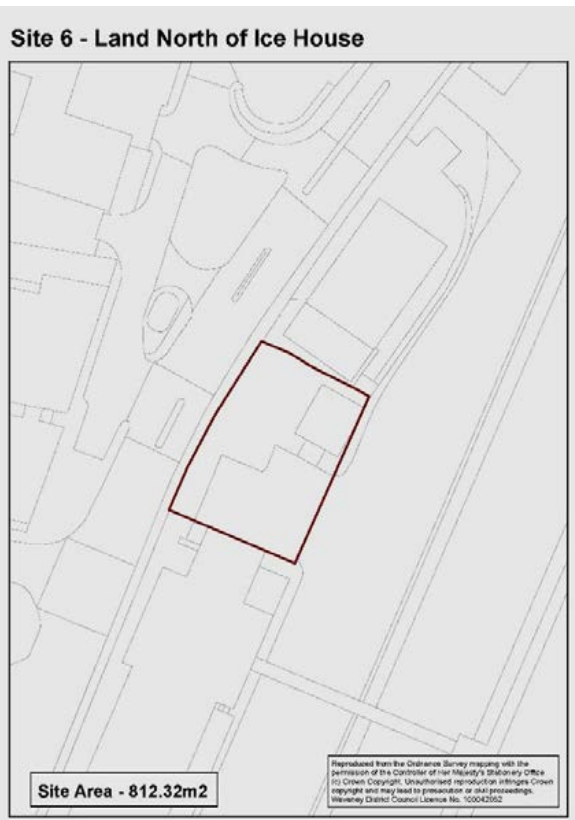 Site 6 - Land North of Ice House
Site Area - 812.32m2
Reproduced from the Ordnance Survey mapping with the
permission of the Controller of Her Majesty's Stationery Office
(c) Crown Copyright. Unauthorised reproduction infringes Crown
copyright and may lead to prosecution or civil proceedings.
Waveney District Council Licence No. 100042052